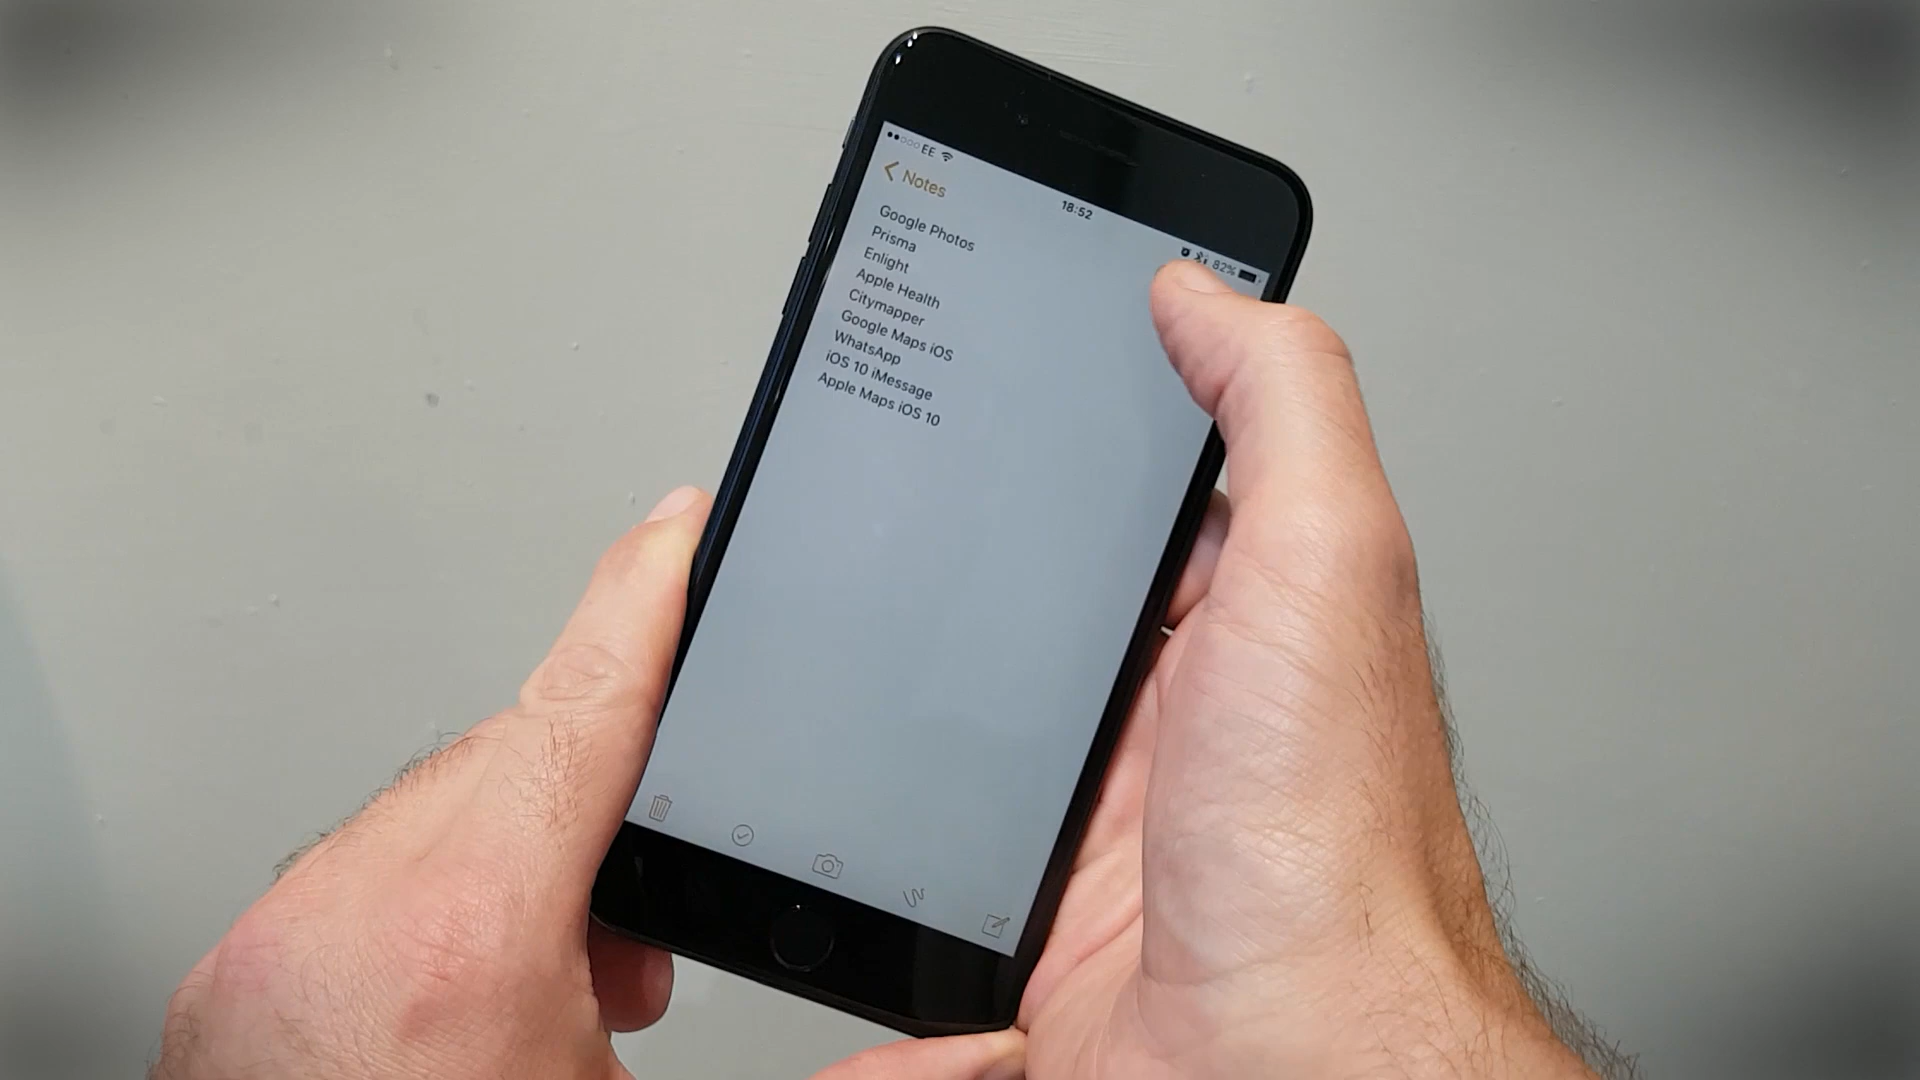 EE
18:52
82%
Notes
Google Photos
Prisma
Enlight
Apple Health
Citymapper
Google Maps iOS
WhatsApp
iOS 10 iMessage
Apple Maps iOS 10